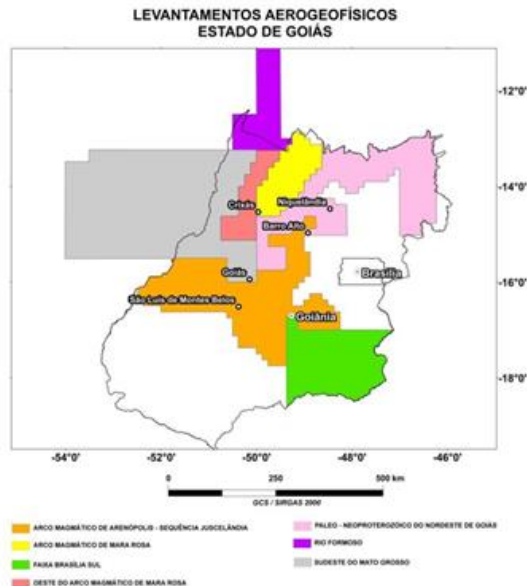 LEVANTAMENTOS AEROGEOFÍSICOS
ESTADO DE GOIÁS
-12°0'
-14°0'
Crixás
Niquelândia
Barro Alto
Goiás
Brasília
-16°0'
São Luis de Montes Belos
Goiânia
-18°0'
-54°0' -52°0' -50°0' -48°0' -46°0'
0 250 500 km
GCS / SIRGAS 2000
ARCO MAGMÁTICO DE ARENÓPOLIS - SEQUÊNCIA JUSCELÂNDIA
ARCO MAGMÁTICO DE MARA ROSA
FAIXA BRASÍLIA SUL
OESTE DO ARCO MAGMÁTICO DE MARA ROSA
PALEO - NEOPROTEROZÓICO DO NORDESTE DE GOIÁS
RIO FORMOSO
SUDESTE DO MATO GROSSO